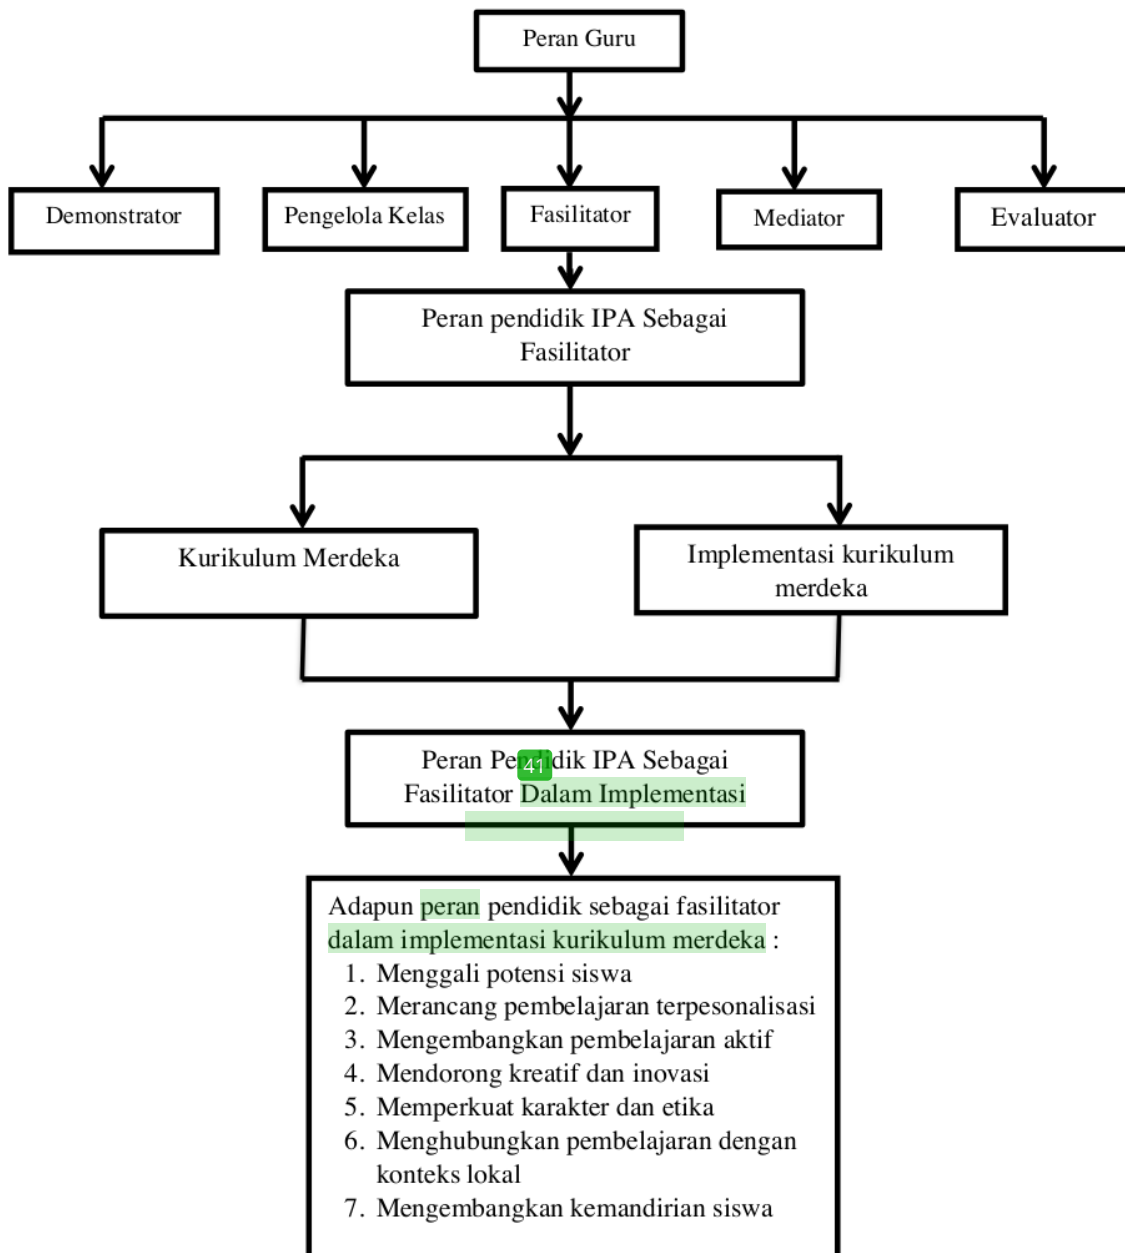 Peran Guru
Demonstrator
Pengelola Kelas
Fasilitator
Mediator
Evaluator
Peran pendidik IPA Sebagai
Fasilitator
Kurikulum Merdeka
Implementasi kurikulum
merdeka
Peran Pendidik IPA Sebagai
41
Fasilitator Dalam Implementasi
Adapun peran pendidik sebagai fasilitator
dalam implementasi kurikulum merdeka :
1. Menggali potensi siswa
2. Merancang pembelajaran terpesonalisasi
3. Mengembangkan pembelajaran aktif
4. Mendorong kreatif dan inovasi
5. Memperkuat karakter dan etika
6. Menghubungkan pembelajaran dengan
konteks lokal
7. Mengembangkan kemandirian siswa